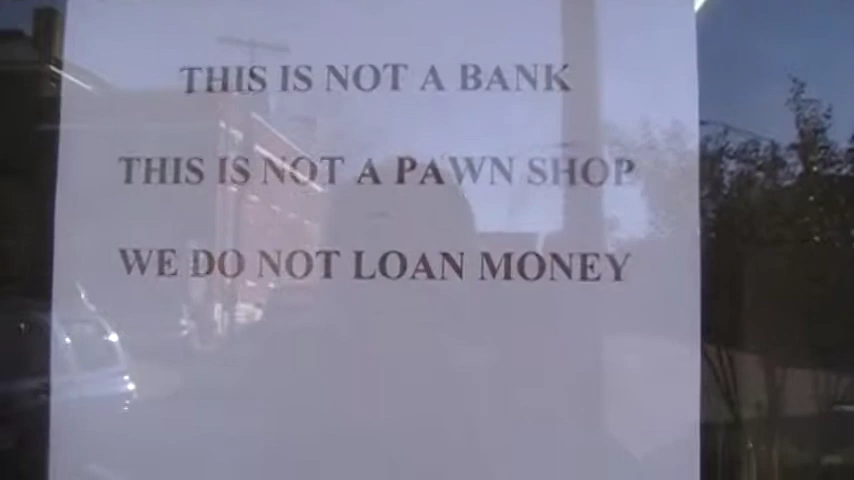 THIS IS NOT A BANK
THIS IS NOT A PAWN SHOP
WE DO NOT LOAN MONEY